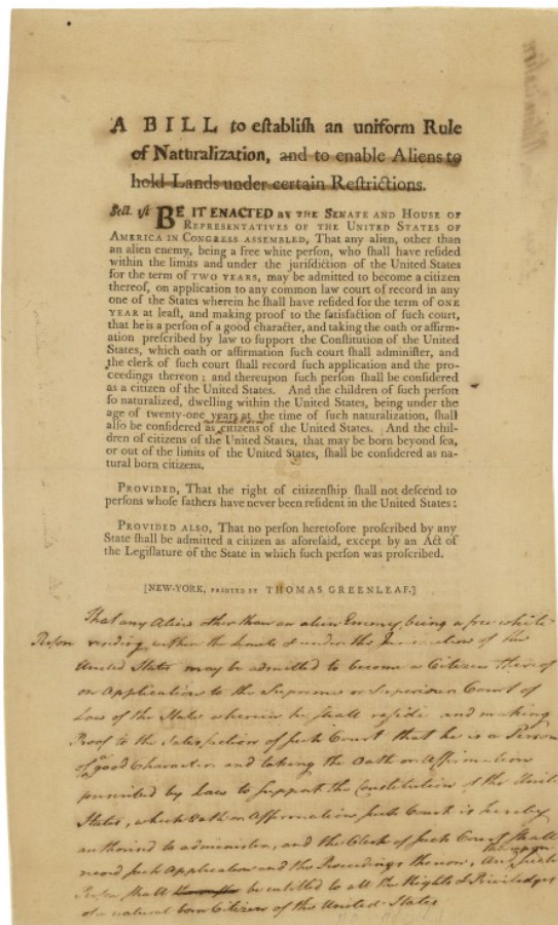 A BILL to eſtabliſh an uniform Rule
of Natturalization, and to enable Aliens to
hold Lands under certain Reſtrictions.
Sect. 1st BE IT ENACTED BY THE SENATE AND HOUSE OF
REPRESENTATIVES OF THE UNITED STATES OF
AMERICA IN CONGRESS ASSEMBLED, That any alien, other than
an alien enemy, being a free white perſon, who ſhall have reſided
within the limits and under the juriſdiction of the United States
for the term of TWO YEARS, may be admitted to become a citizen
thereof, on application to any common law court of record in any
one of the States wherein he ſhall have reſided for the term of ONE
YEAR at leaſt, and making proof to the ſatisfaction of ſuch court,
that he is a perſon of a good character, and taking the oath or affirm-
ation preſcribed by law to ſupport the Conſtitution of the United
States, which oath or affirmation ſuch court ſhall adminiſter, and
the clerk of ſuch court ſhall record ſuch application and the pro-
ceedings thereon; and thereupon ſuch perſon ſhall be conſidered
as a citizen of the United States. And the children of ſuch perſon
ſo naturalized, dwelling within the United States, being under the
age of twenty-one years at the time of ſuch naturalization, ſhall
alſo be conſidered as citizens of the United States. And the chil-
dren of citizens of the United States, that may be born beyond ſea,
or out of the limits of the United States, ſhall be conſidered as na-
tural born citizens.
PROVIDED, That the right of citizenſhip ſhall not deſcend to
perſons whoſe fathers have never been reſident in the United States:
PROVIDED ALSO, That no perſon heretofore proſcribed by any
State ſhall be admitted a citizen as aforeſaid, except by an Act of
the Legiſlature of the State in which ſuch perſon was proſcribed.
[NEW-YORK, PRINTED BY THOMAS GREENLEAF.]
That any Alien other than an alien Enemy, being a free white
Person residing within the Limits & under the Jurisdiction of the
United States may be admitted to become a Citizen thereof
on Application to the Supreme or Superiour Court of
Law of the State wherein he shall reside and making
Proof to the Satisfaction of such Court that he is a Person
of a good Character and taking the Oath or Affirmation
prescribed by Law to support the Constitution of the United
States, which Oath or Affirmation such Court is hereby
authorised to administer, and the Clerk of such Court shall
record such Application and the Proceedings thereon, And thereupon such
Person shall be entitled to all the Rights & Priviledges
of a natural born Citizen of the United States